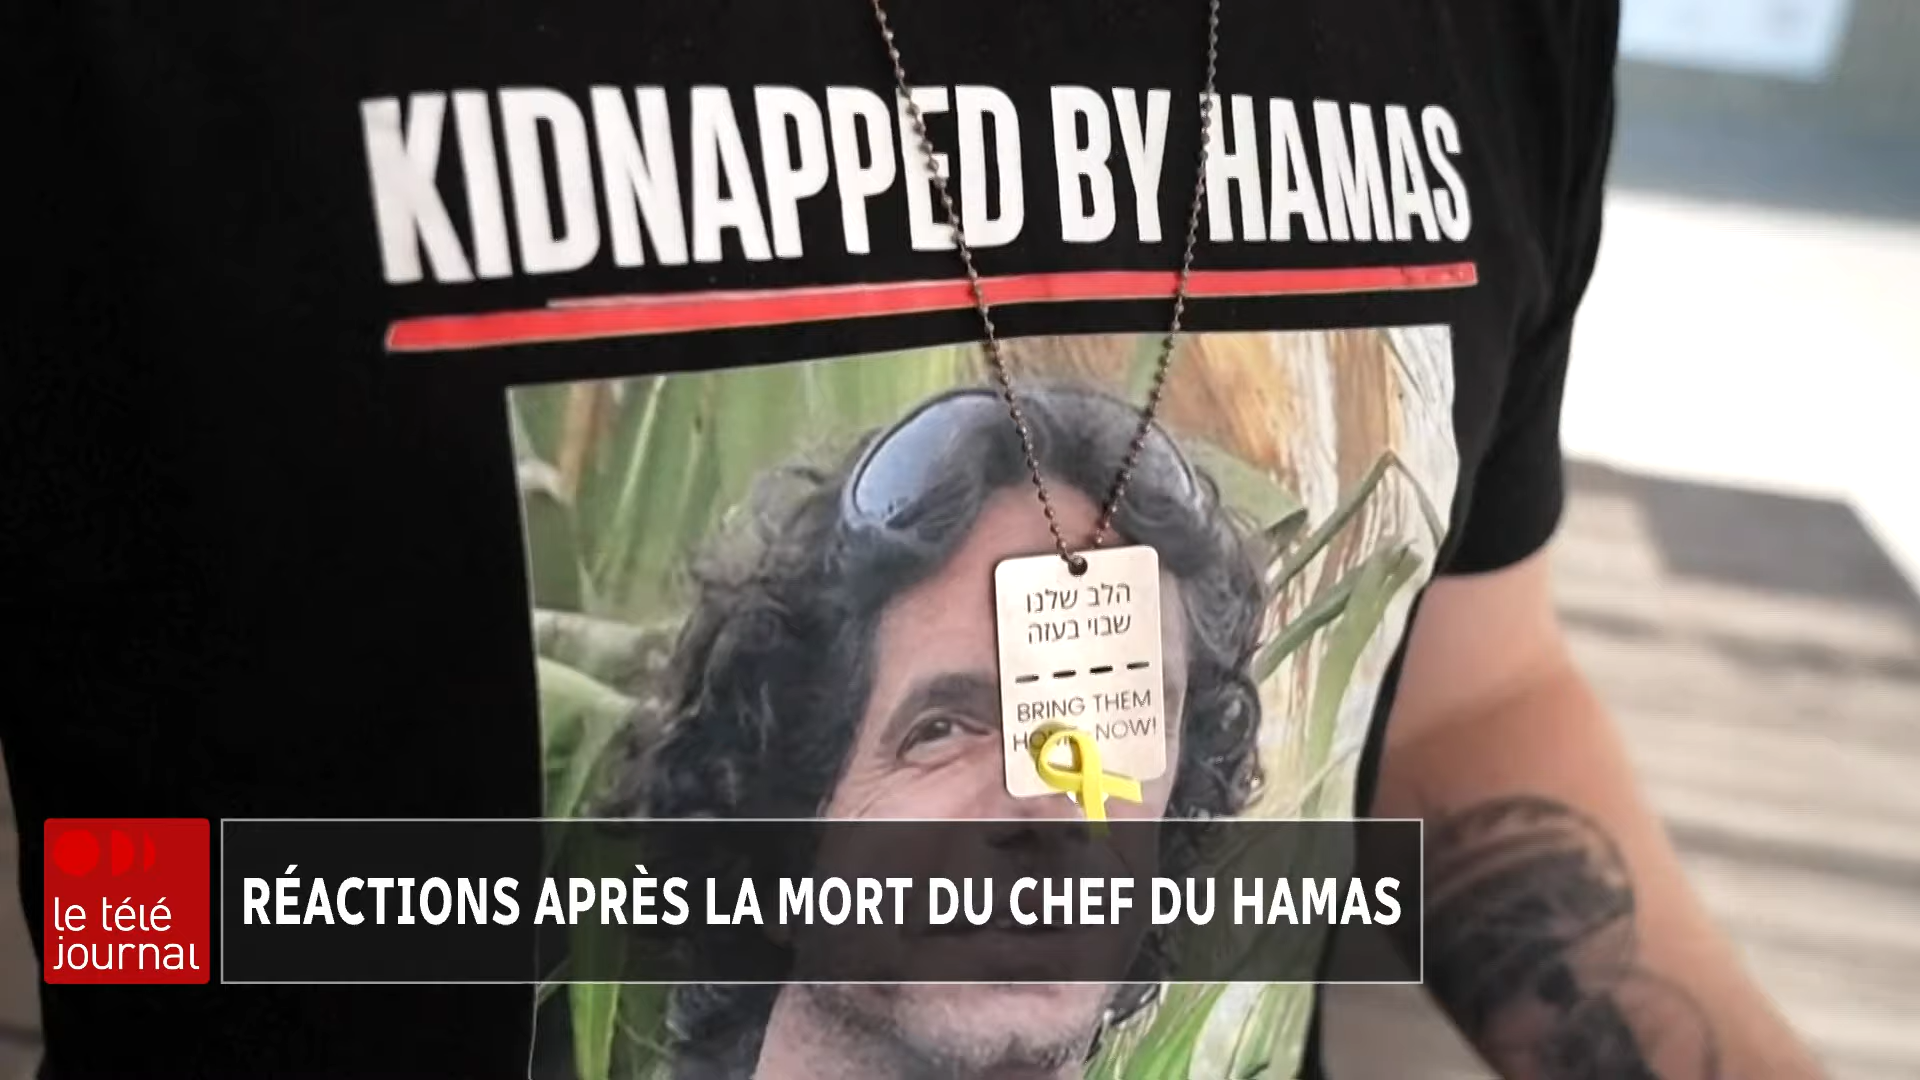 KIDNAPPED BY HAMAS
הלב שלנו
שבוי בעזה
BRING THEM
HOME NOW!
le télé
journal
RÉACTIONS APRÈS LA MORT DU CHEF DU HAMAS